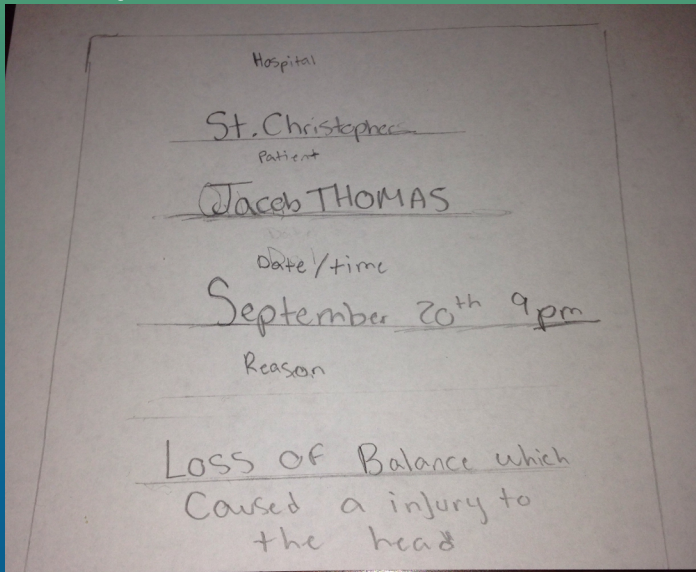 Hospital
St. Christopher
Patient
Jacob THOMAS
Date/time
September 20th 9pm
Reason
Loss of Balance which
Caused a injury to
the head